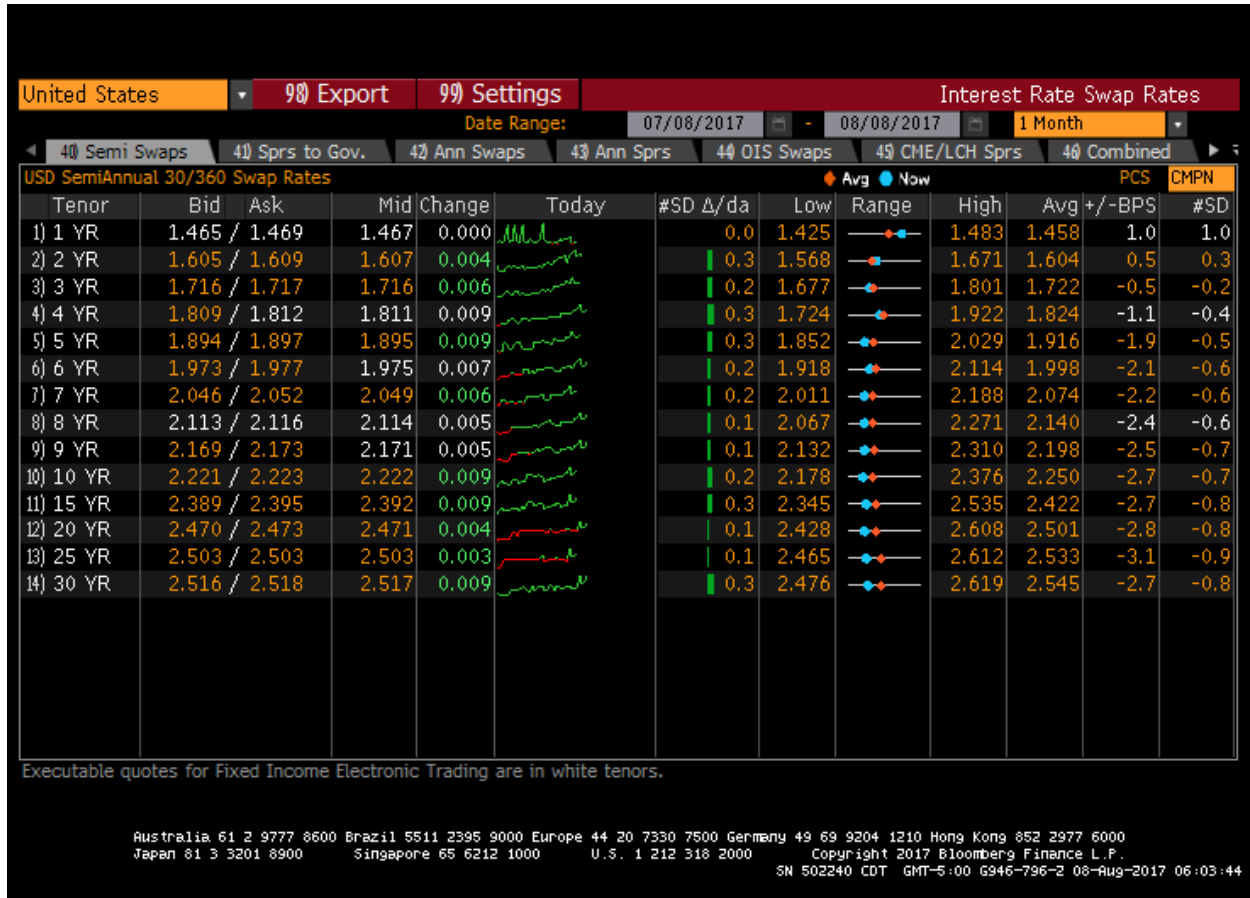 United States 98) Export 99) Settings Interest Rate Swap Rates
Date Range: 07/08/2017 - 08/08/2017 1 Month
40) Semi Swaps 41) Sprs to Gov. 42) Ann Swaps 43) Ann Sprs 44) OIS Swaps 45) CME/LCH Sprs 46) Combined
USD SemiAnnual 30/360 Swap Rates Avg Now PCS CMPN
Tenor Bid Ask Mid Change Today #SD Δ/da Low Range High Avg +/-BPS #SD
1) 1 YR 1.465 / 1.469 1.467 0.000 0.0 1.425 1.483 1.458 1.0 1.0
2) 2 YR 1.605 / 1.609 1.607 0.004 0.3 1.568 1.671 1.604 0.5 0.3
3) 3 YR 1.716 / 1.717 1.716 0.006 0.2 1.677 1.801 1.722 -0.5 -0.2
4) 4 YR 1.809 / 1.812 1.811 0.009 0.3 1.724 1.922 1.824 -1.1 -0.4
5) 5 YR 1.894 / 1.897 1.895 0.009 0.3 1.852 2.029 1.916 -1.9 -0.5
6) 6 YR 1.973 / 1.977 1.975 0.007 0.2 1.918 2.114 1.998 -2.1 -0.6
7) 7 YR 2.046 / 2.052 2.049 0.006 0.2 2.011 2.188 2.074 -2.2 -0.6
8) 8 YR 2.113 / 2.116 2.114 0.005 0.1 2.067 2.271 2.140 -2.4 -0.6
9) 9 YR 2.169 / 2.173 2.171 0.005 0.1 2.132 2.310 2.198 -2.5 -0.7
10) 10 YR 2.221 / 2.223 2.222 0.009 0.2 2.178 2.376 2.250 -2.7 -0.7
11) 15 YR 2.389 / 2.395 2.392 0.009 0.3 2.345 2.535 2.422 -2.7 -0.8
12) 20 YR 2.470 / 2.473 2.471 0.004 0.1 2.428 2.608 2.501 -2.8 -0.8
13) 25 YR 2.503 / 2.503 2.503 0.003 0.1 2.465 2.612 2.533 -3.1 -0.9
14) 30 YR 2.516 / 2.518 2.517 0.009 0.3 2.476 2.619 2.545 -2.7 -0.8
Executable quotes for Fixed Income Electronic Trading are in white tenors.
Australia 61 2 9777 8600 Brazil 5511 2395 9000 Europe 44 20 7330 7500 Germany 49 69 9204 1210 Hong Kong 852 2977 6000
Japan 81 3 3201 8900 Singapore 65 6212 1000 U.S. 1 212 318 2000 Copyright 2017 Bloomberg Finance L.P.
SN 502240 CDT GMT-5:00 G946-796-2 08-Aug-2017 06:03:44